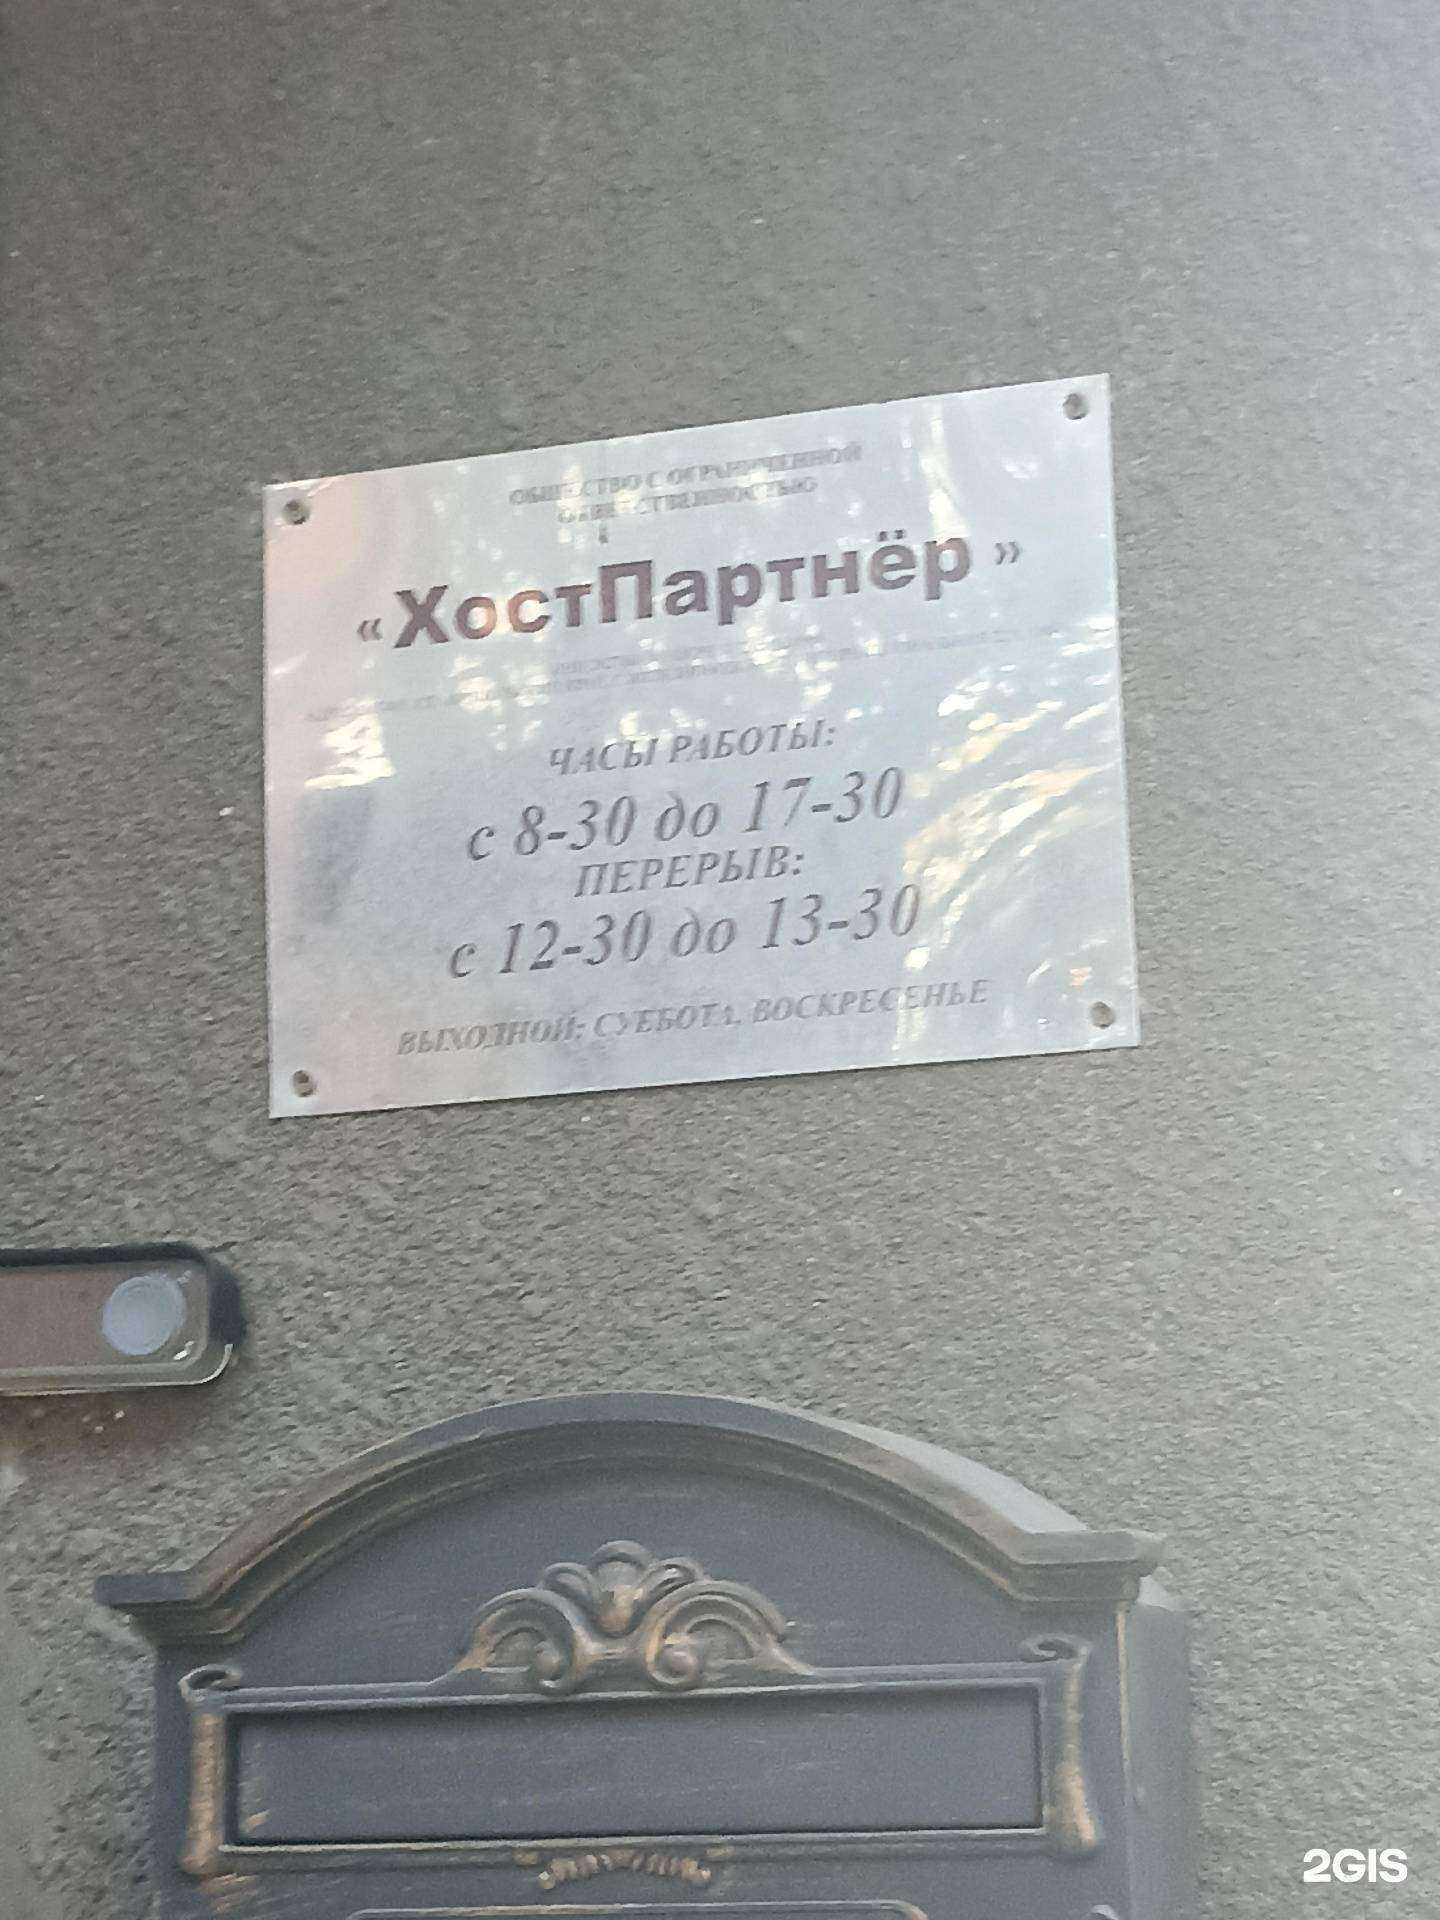 ОБЩЕСТВО С ОГРАНИЧЕННОЙ
ОТВЕТСТВЕННОСТЬЮ
«ХостПартнёр»
ЧАСЫ РАБОТЫ:
с 8-30 до 17-30
ПЕРЕРЫВ:
с 12-30 до 13-30
ВЫХОДНОЙ: СУББОТА, ВОСКРЕСЕНЬЕ
2GIS